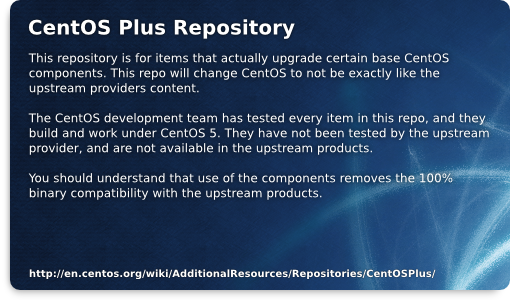 CentOS Plus Repository
This repository is for items that actually upgrade certain base CentOS
components. This repo will change CentOS to not be exactly like the
upstream providers content.
The CentOS development team has tested every item in this repo, and they
build and work under CentOS 5. They have not been tested by the upstream
provider, and are not available in the upstream products.
You should understand that use of the components removes the 100%
binary compatibility with the upstream products.
http://en.centos.org/wiki/AdditionalResources/Repositories/CentOSPlus/